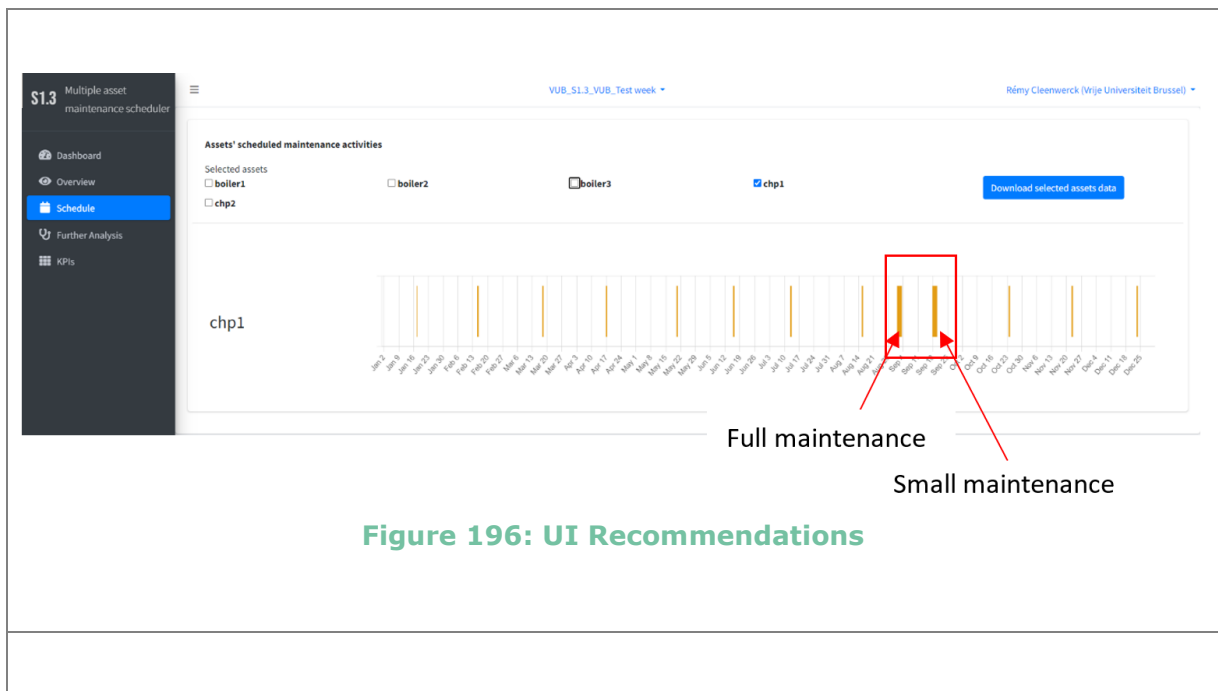 S1.3
Multiple asset
maintenance scheduler
VUB_S1.3_VUB_Test week
Rémy Cleenwerck (Vrije Universiteit Brussel)
Dashboard
Overview
Schedule
Further Analysis
KPIs
Assets' scheduled maintenance activities
Selected assets
boiler1
boiler2
boiler3
chp1
chp2
Download selected assets data
chp1
Jan 2
Jan 9
Jan 16
Jan 23
Jan 30
Feb 6
Feb 13
Feb 20
Feb 27
Mar 6
Mar 13
Mar 20
Mar 27
Apr 3
Apr 10
Apr 17
Apr 24
May 1
May 8
May 15
May 22
May 29
Jun 5
Jun 12
Jun 19
Jun 26
Jul 3
Jul 10
Jul 17
Jul 24
Jul 31
Aug 7
Aug 14
Aug 21
Aug
Sep
Sep
Sep
Sep
Oct 2
Oct 9
Oct 16
Oct 23
Oct 30
Nov 6
Nov 13
Nov 20
Nov 27
Dec 4
Dec 11
Dec 18
Dec 25
Full maintenance
Small maintenance
Figure 196: UI Recommendations